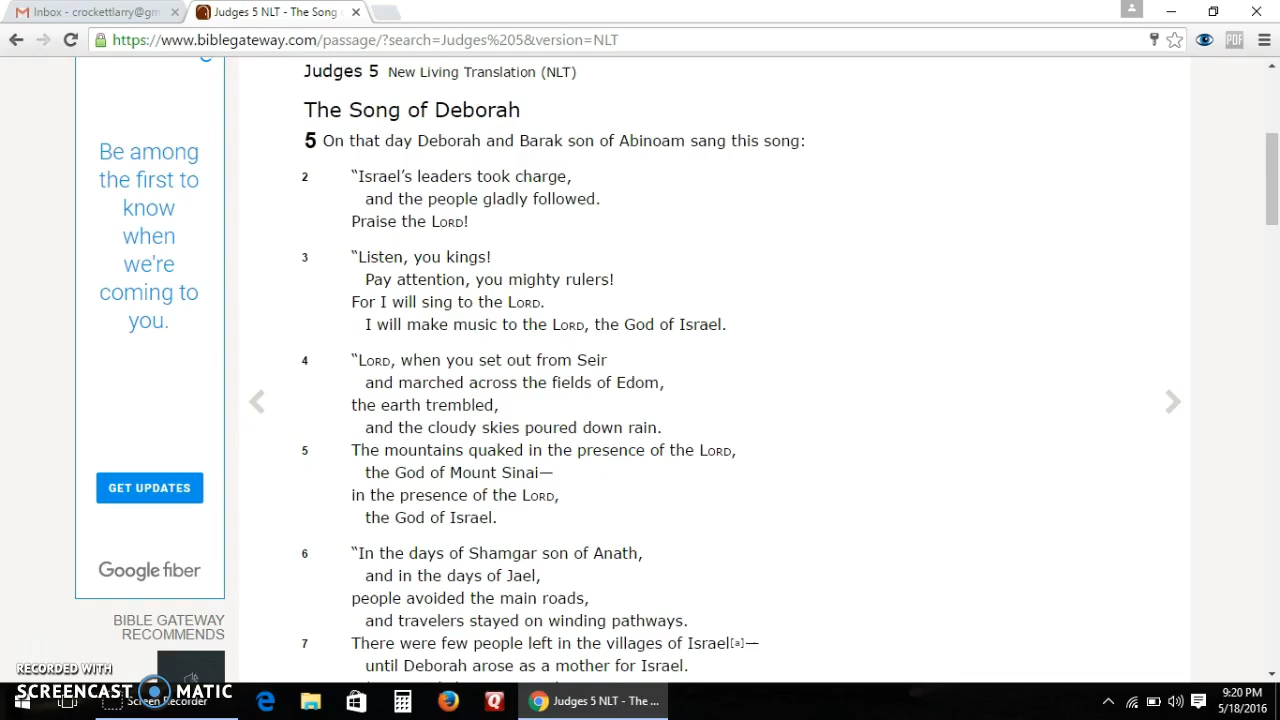 Inbox - crockettlarry@gm
Judges 5 NLT - The Song
https://www.biblegateway.com/passage/?search=Judges%205&version=NLT
PDF
Be among
the first to
know
when
we're
coming to
you.
GET UPDATES
Google fiber
BIBLE GATEWAY
RECOMMENDS
Judges 5 New Living Translation (NLT)
The Song of Deborah
5 On that day Deborah and Barak son of Abinoam sang this song:
2 “Israel’s leaders took charge,
and the people gladly followed.
Praise the LORD!
3 “Listen, you kings!
Pay attention, you mighty rulers!
For I will sing to the LORD.
I will make music to the LORD, the God of Israel.
4 “LORD, when you set out from Seir
and marched across the fields of Edom,
the earth trembled,
and the cloudy skies poured down rain.
5 The mountains quaked in the presence of the LORD,
the God of Mount Sinai—
in the presence of the LORD,
the God of Israel.
6 “In the days of Shamgar son of Anath,
and in the days of Jael,
people avoided the main roads,
and travelers stayed on winding pathways.
7 There were few people left in the villages of Israel[a]—
until Deborah arose as a mother for Israel.
RECORDED WITH
SCREENCAST MATIC
Screen Recorder
Judges 5 NLT - The ...
9:20 PM
5/18/2016